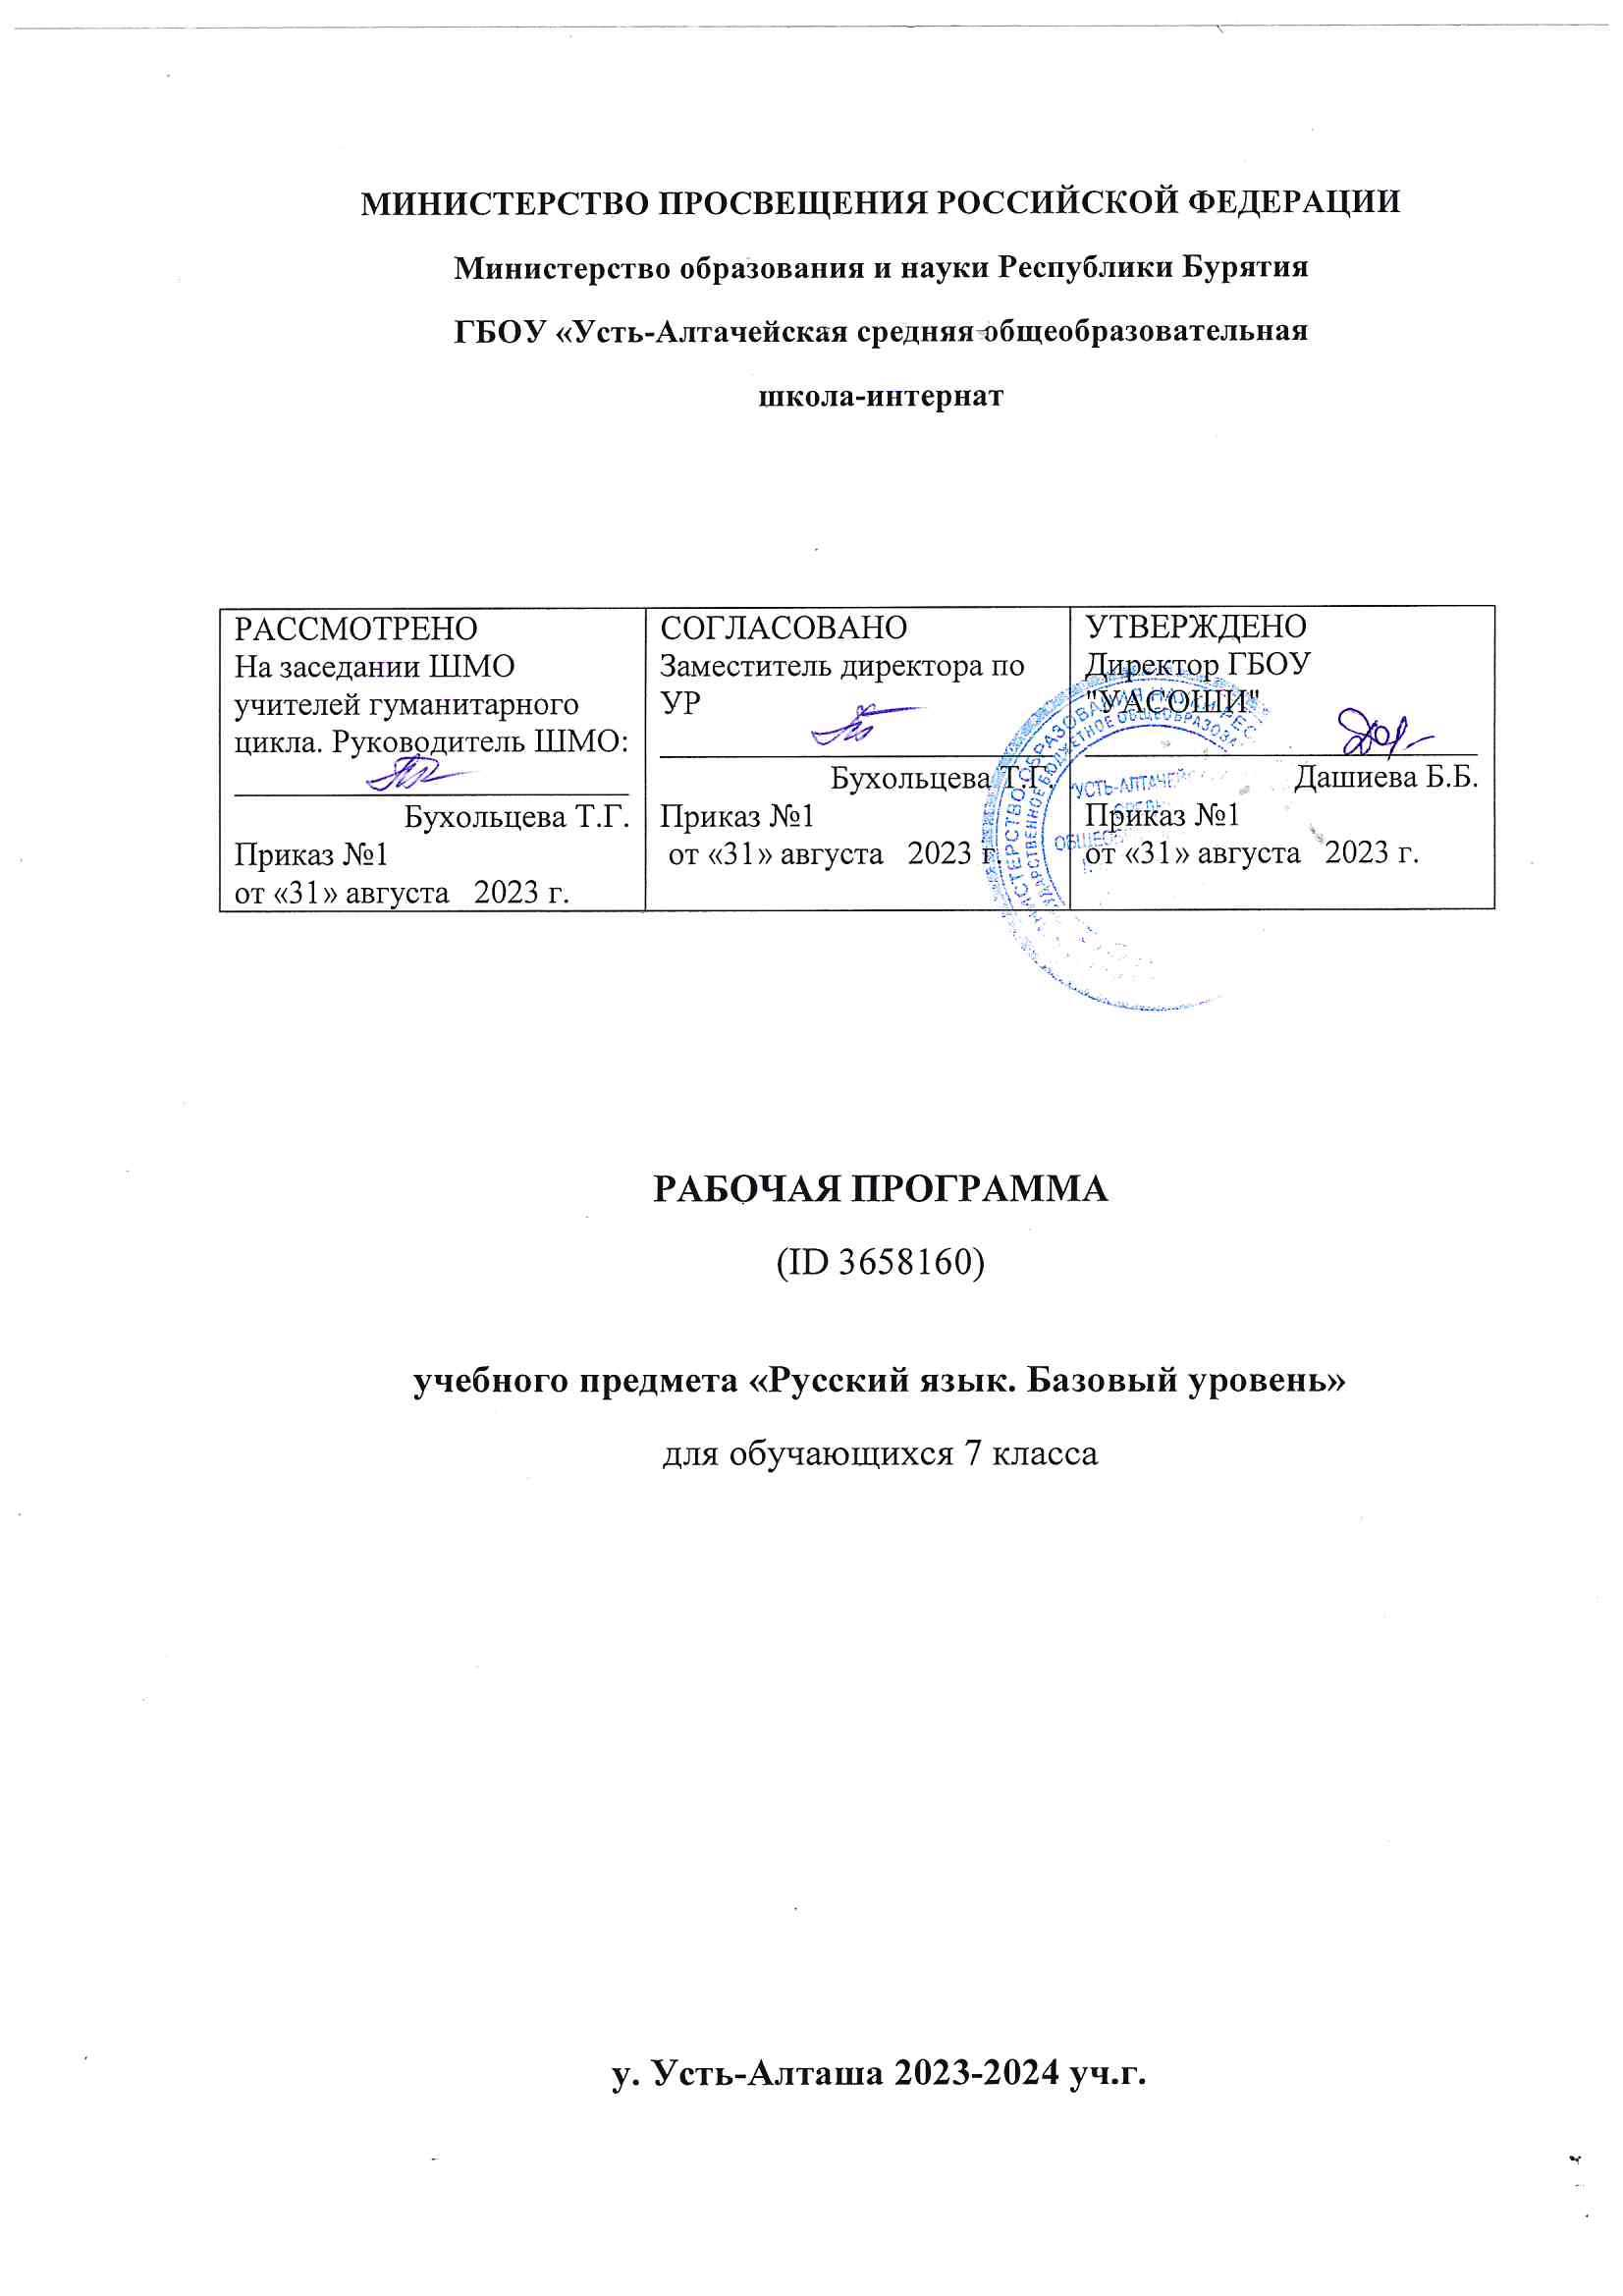 МИНИСТЕРСТВО ПРОСВЕЩЕНИЯ РОССИЙСКОЙ ФЕДЕРАЦИИ
Министерство образования и науки Республики Бурятия
ГБОУ «Усть-Алтачейская средняя общеобразовательная
школа-интернат
РАССМОТРЕНО
На заседании ШМО
учителей гуманитарного
цикла. Руководитель ШМО:
Бухольцева Т.Г.
Приказ №1
от «31» августа 2023 г.
СОГЛАСОВАНО
Заместитель директора по
УР
Бухольцева Т.Г.
Приказ №1
от «31» августа 2023 г.
УТВЕРЖДЕНО
Директор ГБОУ
"УАСОШИ"
Дашиева Б.Б.
Приказ №1
от «31» августа 2023 г.
РАБОЧАЯ ПРОГРАММА
(ID 3658160)
учебного предмета «Русский язык. Базовый уровень»
для обучающихся 7 класса
у. Усть-Алташа 2023-2024 уч.г.